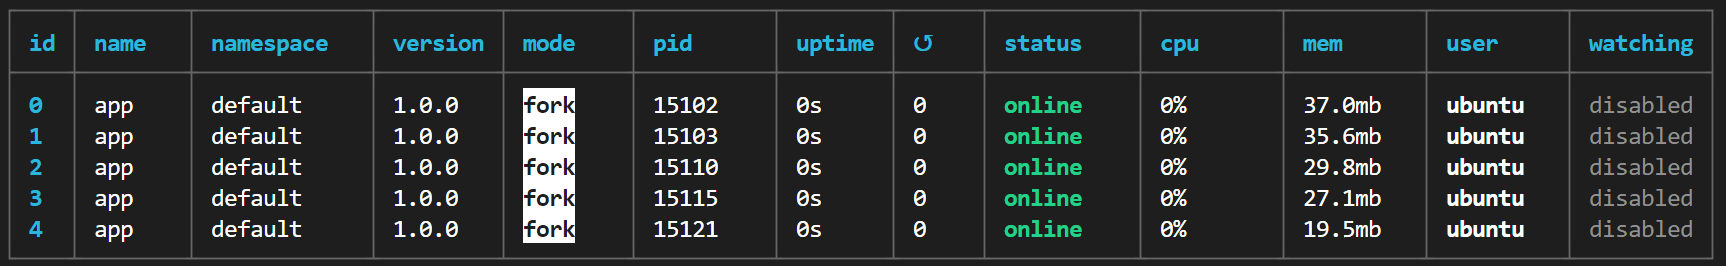 id name namespace version mode pid uptime ↺ status cpu mem user watching
0 app default 1.0.0 fork 15102 0s 0 online 0% 37.0mb ubuntu disabled
1 app default 1.0.0 fork 15103 0s 0 online 0% 35.6mb ubuntu disabled
2 app default 1.0.0 fork 15110 0s 0 online 0% 29.8mb ubuntu disabled
3 app default 1.0.0 fork 15115 0s 0 online 0% 27.1mb ubuntu disabled
4 app default 1.0.0 fork 15121 0s 0 online 0% 19.5mb ubuntu disabled